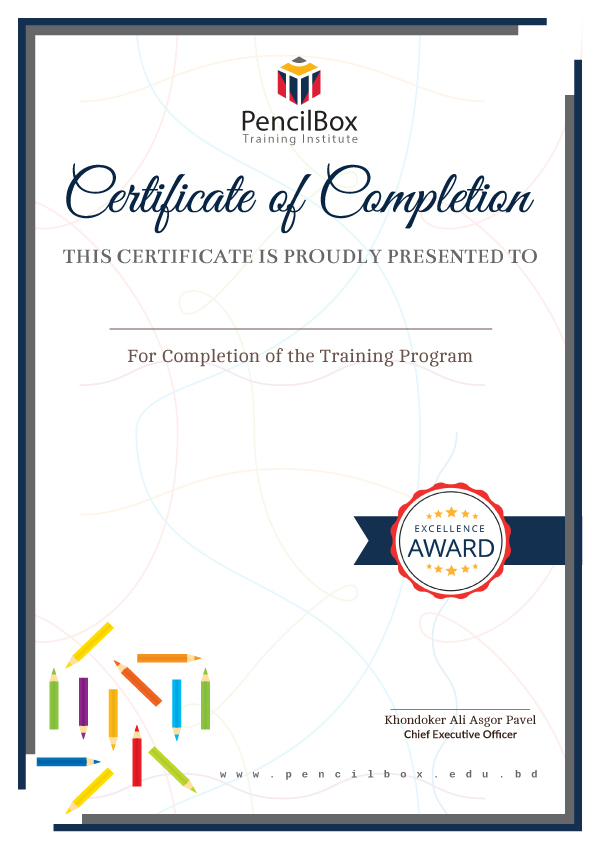 PencilBox
Training Institute
Certificate of Completion
THIS CERTIFICATE IS PROUDLY PRESENTED TO
For Completion of the Training Program
EXCELLENCE
AWARD
Khondoker Ali Asgor Pavel
Chief Executive Officer
www.pencilbox.edu.bd